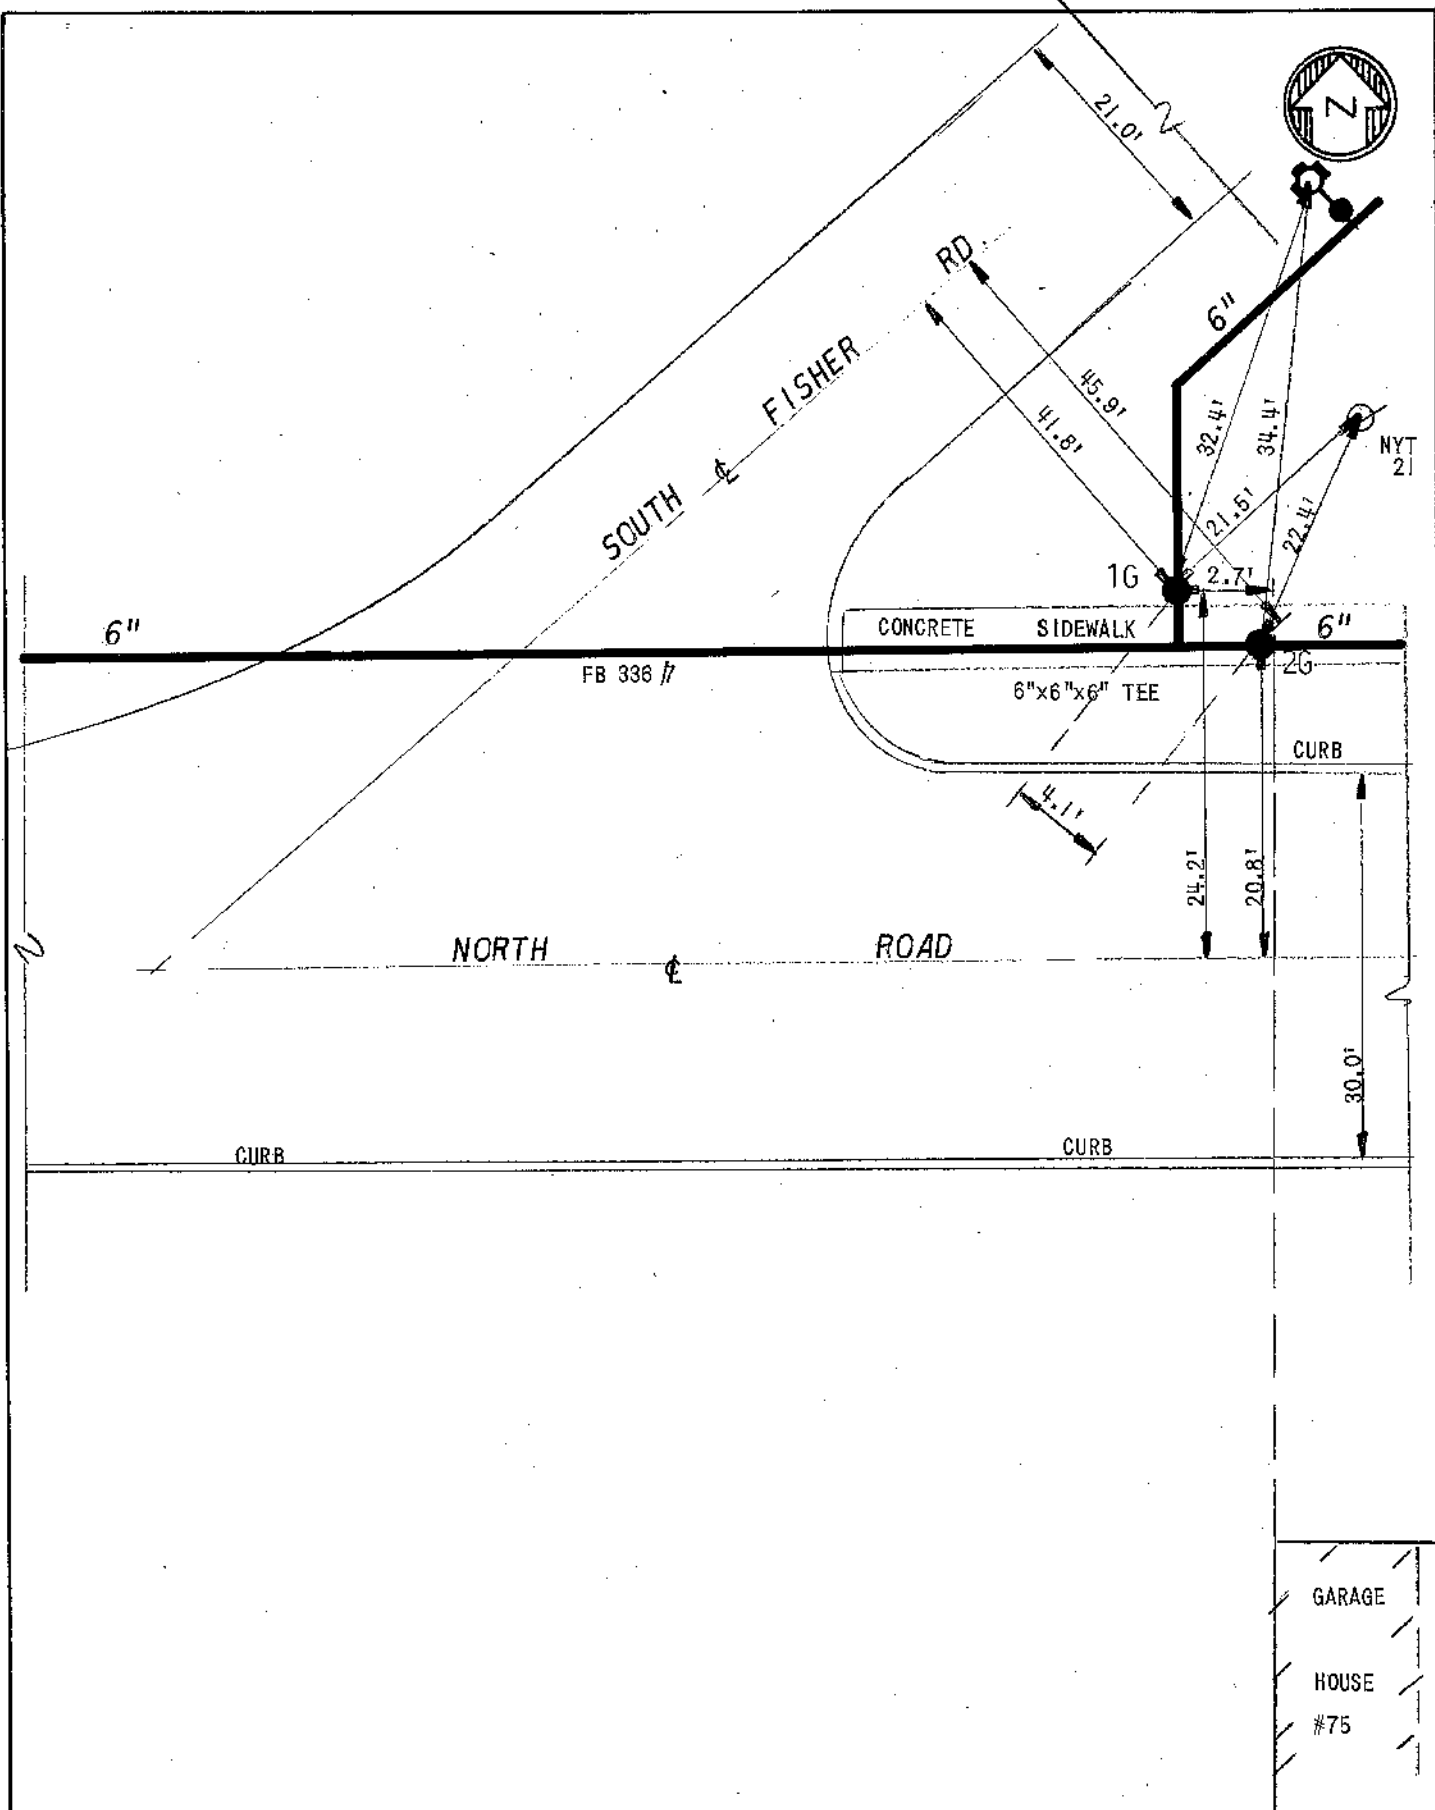 21.0'
N
RD.
6"
FISHER
45.9'
41.8'
32.4'
34.4'
NYT
21
SOUTH
℄
21.5'
22.4'
1G
2.7'
6"
CONCRETE SIDEWALK
6"
FB 336
2G
6"x6"x6" TEE
CURB
4.1'
24.2'
20.8'
NORTH ℄ ROAD
30.0'
CURB
CURB
GARAGE
HOUSE
#75